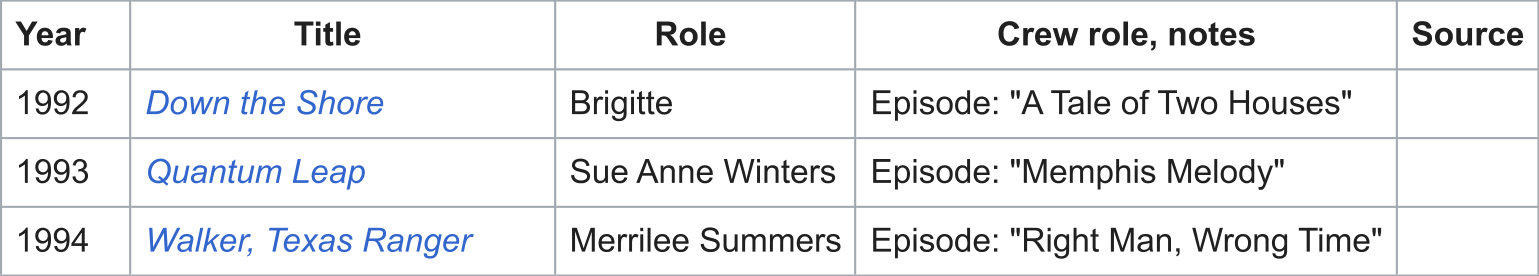 Year Title Role Crew role, notes Source
1992 Down the Shore Brigitte Episode: "A Tale of Two Houses"
1993 Quantum Leap Sue Anne Winters Episode: "Memphis Melody"
1994 Walker, Texas Ranger Merrilee Summers Episode: "Right Man, Wrong Time"